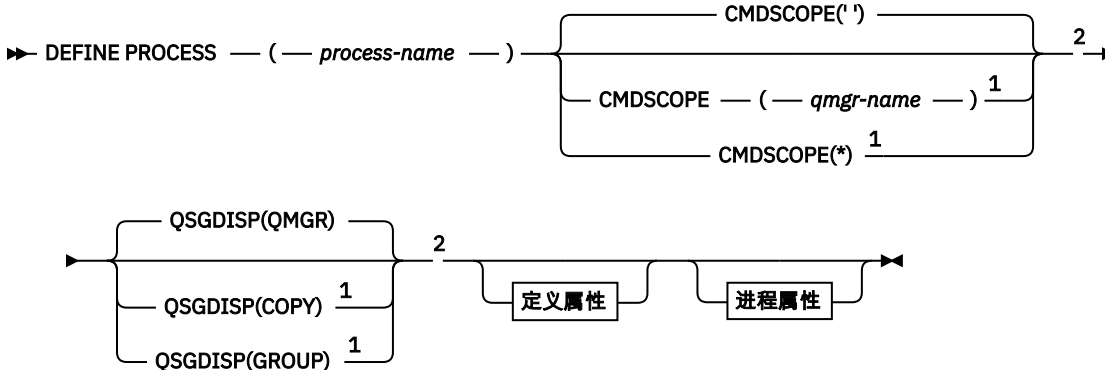 CMDSCOPE(' ')
DEFINE PROCESS ( process-name ) 2
CMDSCOPE ( qmgr-name ) 1
CMDSCOPE(*) 1
QSGDISP(QMGR) 2
定义属性 进程属性
QSGDISP(COPY) 1
QSGDISP(GROUP) 1